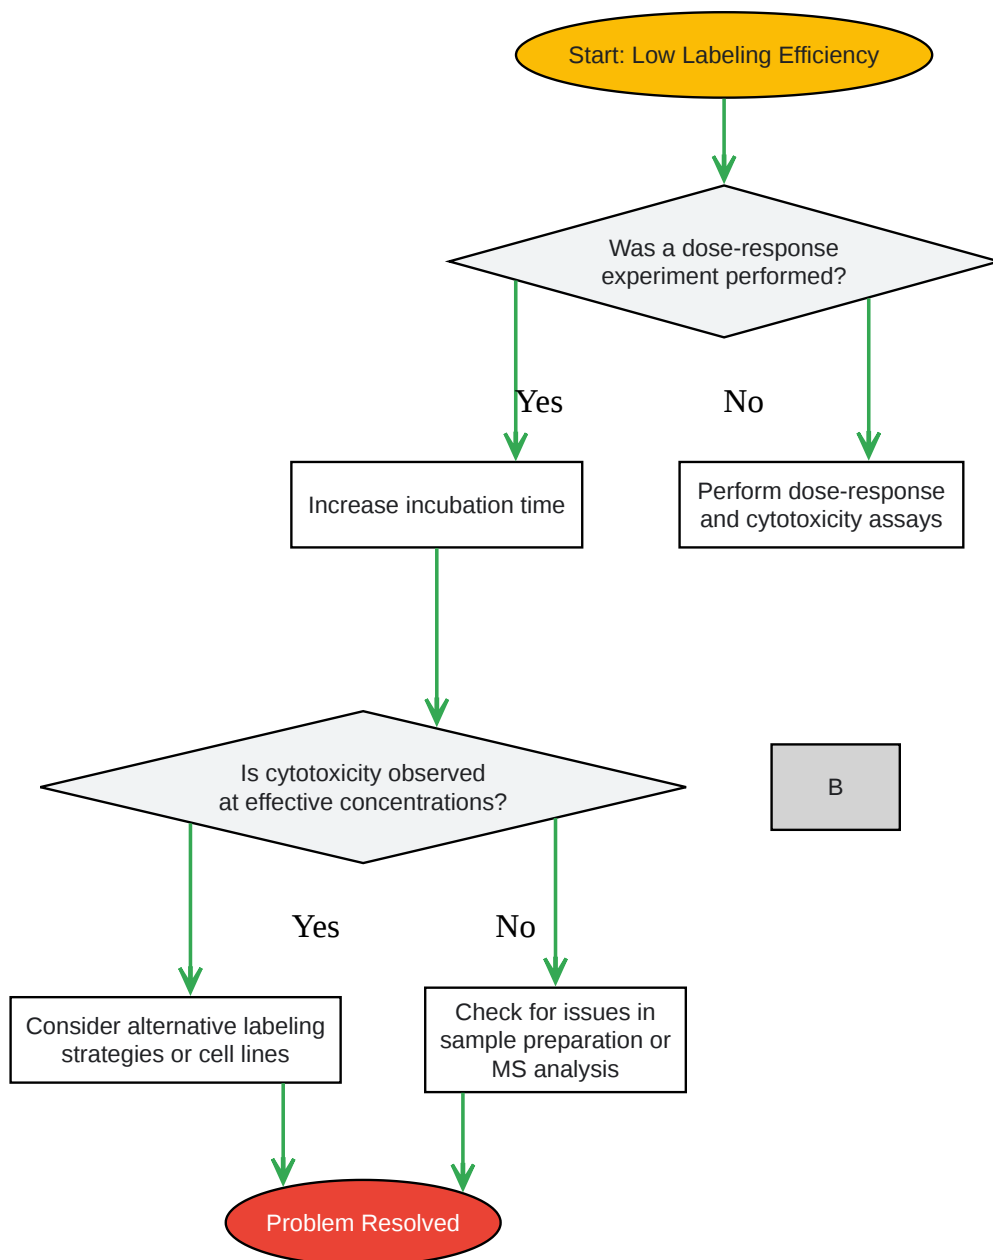 Start: Low Labeling Efficiency
Was a dose-response
experiment performed?
Yes
No
Increase incubation time
Perform dose-response
and cytotoxicity assays
Is cytotoxicity observed
at effective concentrations?
B
Yes
No
Consider alternative labeling
strategies or cell lines
Check for issues in
sample preparation or
MS analysis
Problem Resolved